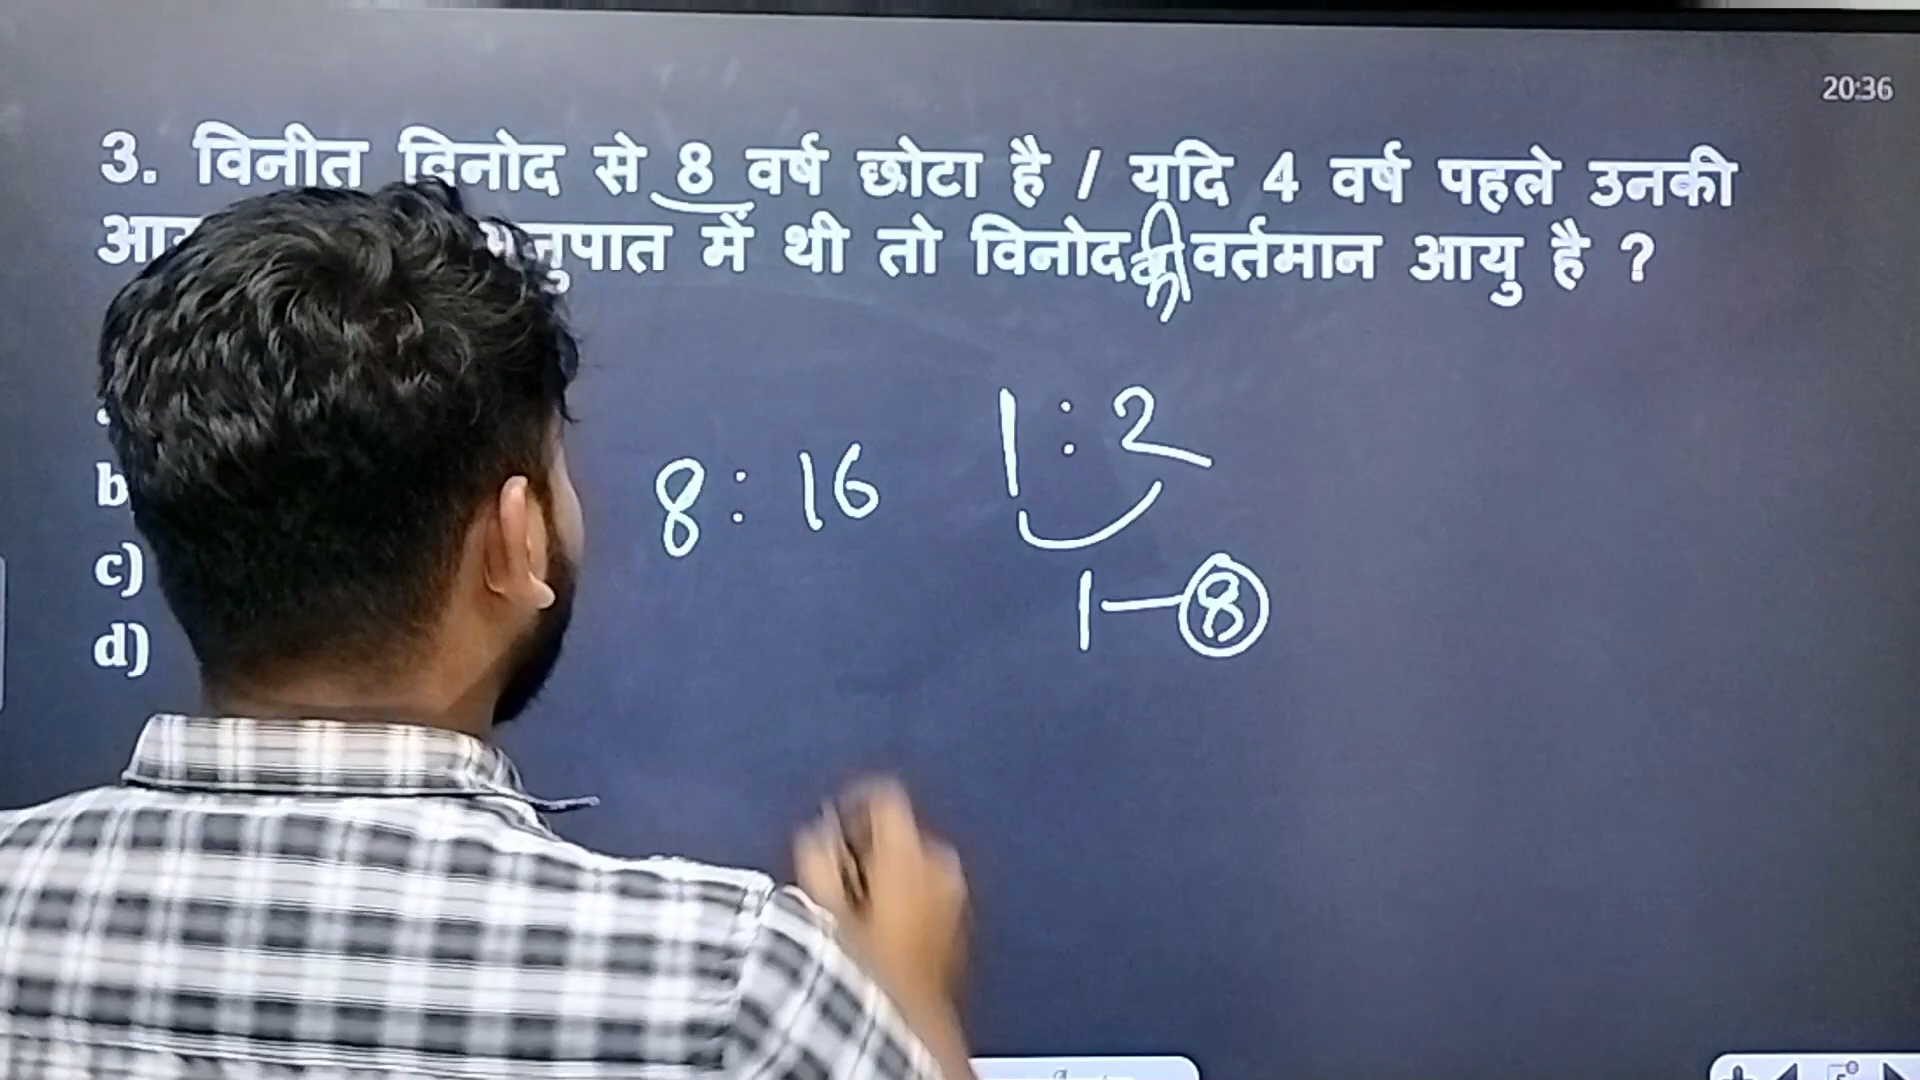 20:36
3. विनीत विनोद से 8 वर्ष छोटा है / यदि 4 वर्ष पहले उनकी
में थी तो विनोद की वर्तमान आयु है ?
1 : 2
8 : 16
b
c)
1 - 8
d)